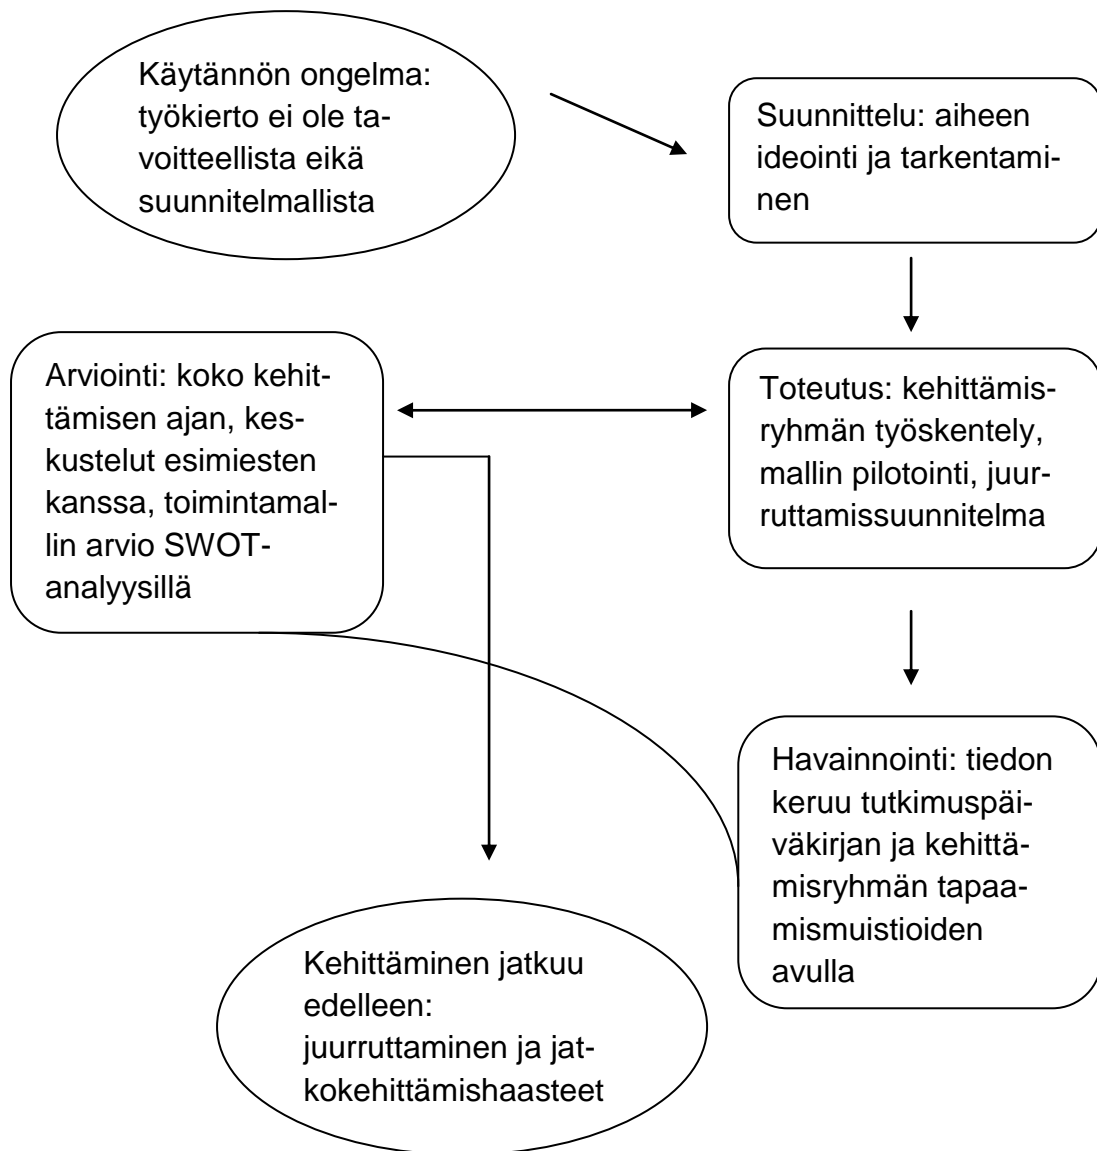 Käytännön ongelma:
työkierto ei ole ta-
voitteellista eikä
suunnitelmallista
Suunnittelu: aiheen
ideointi ja tarkentami-
nen
Arviointi: koko kehit-
tämisen ajan, kes-
kustelut esimiesten
kanssa, toimintamal-
lin arvio SWOT-
analyysillä
Toteutus: kehittämis-
ryhmän työskentely,
mallin pilotointi, juur-
ruttamissuunnitelma
Havainnointi: tiedon
keruu tutkimuspäi-
väkirjan ja kehittä-
misryhmän tapaa-
mismuistioiden
avulla
Kehittäminen jatkuu
edelleen:
juurruttaminen ja jat-
kokehittämishaasteet